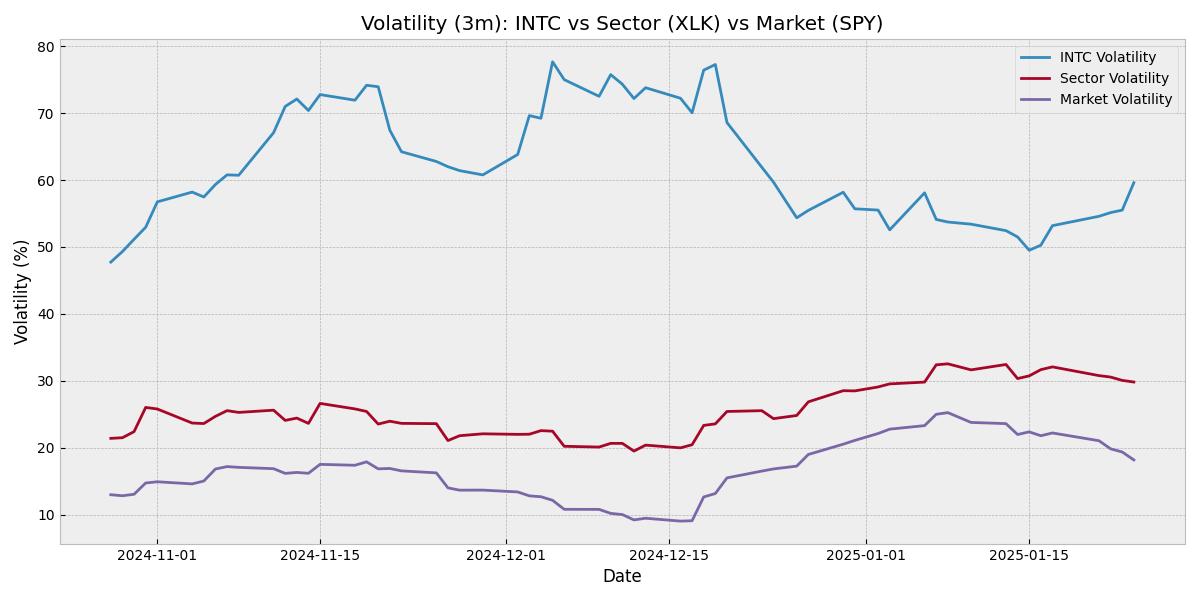 Volatility (3m): INTC vs Sector (XLK) vs Market (SPY)
INTC Volatility
Sector Volatility
Market Volatility
Volatility (%)
80
70
60
50
40
30
20
10
2024-11-01
2024-11-15
2024-12-01
2024-12-15
2025-01-01
2025-01-15
Date